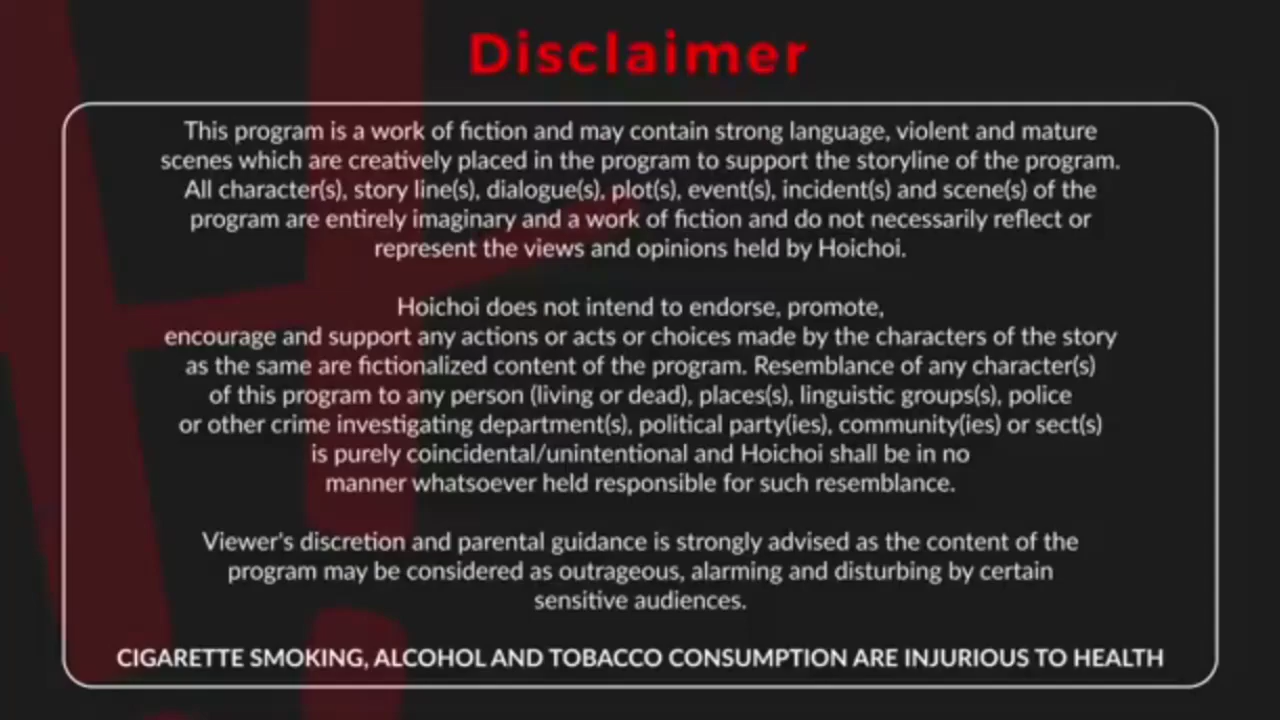 Disclaimer
This program is a work of fiction and may contain strong language, violent and mature
scenes which are creatively placed in the program to support the storyline of the program.
All character(s), story line(s), dialogue(s), plot(s), event(s), incident(s) and scene(s) of the
program are entirely imaginary and a work of fiction and do not necessarily reflect or
represent the views and opinions held by Hoichoi.
Hoichoi does not intend to endorse, promote,
encourage and support any actions or acts or choices made by the characters of the story
as the same are fictionalized content of the program. Resemblance of any character(s)
of this program to any person (living or dead), places(s), linguistic groups(s), police
or other crime investigating department(s), political party(ies), community(ies) or sect(s)
is purely coincidental/unintentional and Hoichoi shall be in no
manner whatsoever held responsible for such resemblance.
Viewer's discretion and parental guidance is strongly advised as the content of the
program may be considered as outrageous, alarming and disturbing by certain
sensitive audiences.
CIGARETTE SMOKING, ALCOHOL AND TOBACCO CONSUMPTION ARE INJURIOUS TO HEALTH